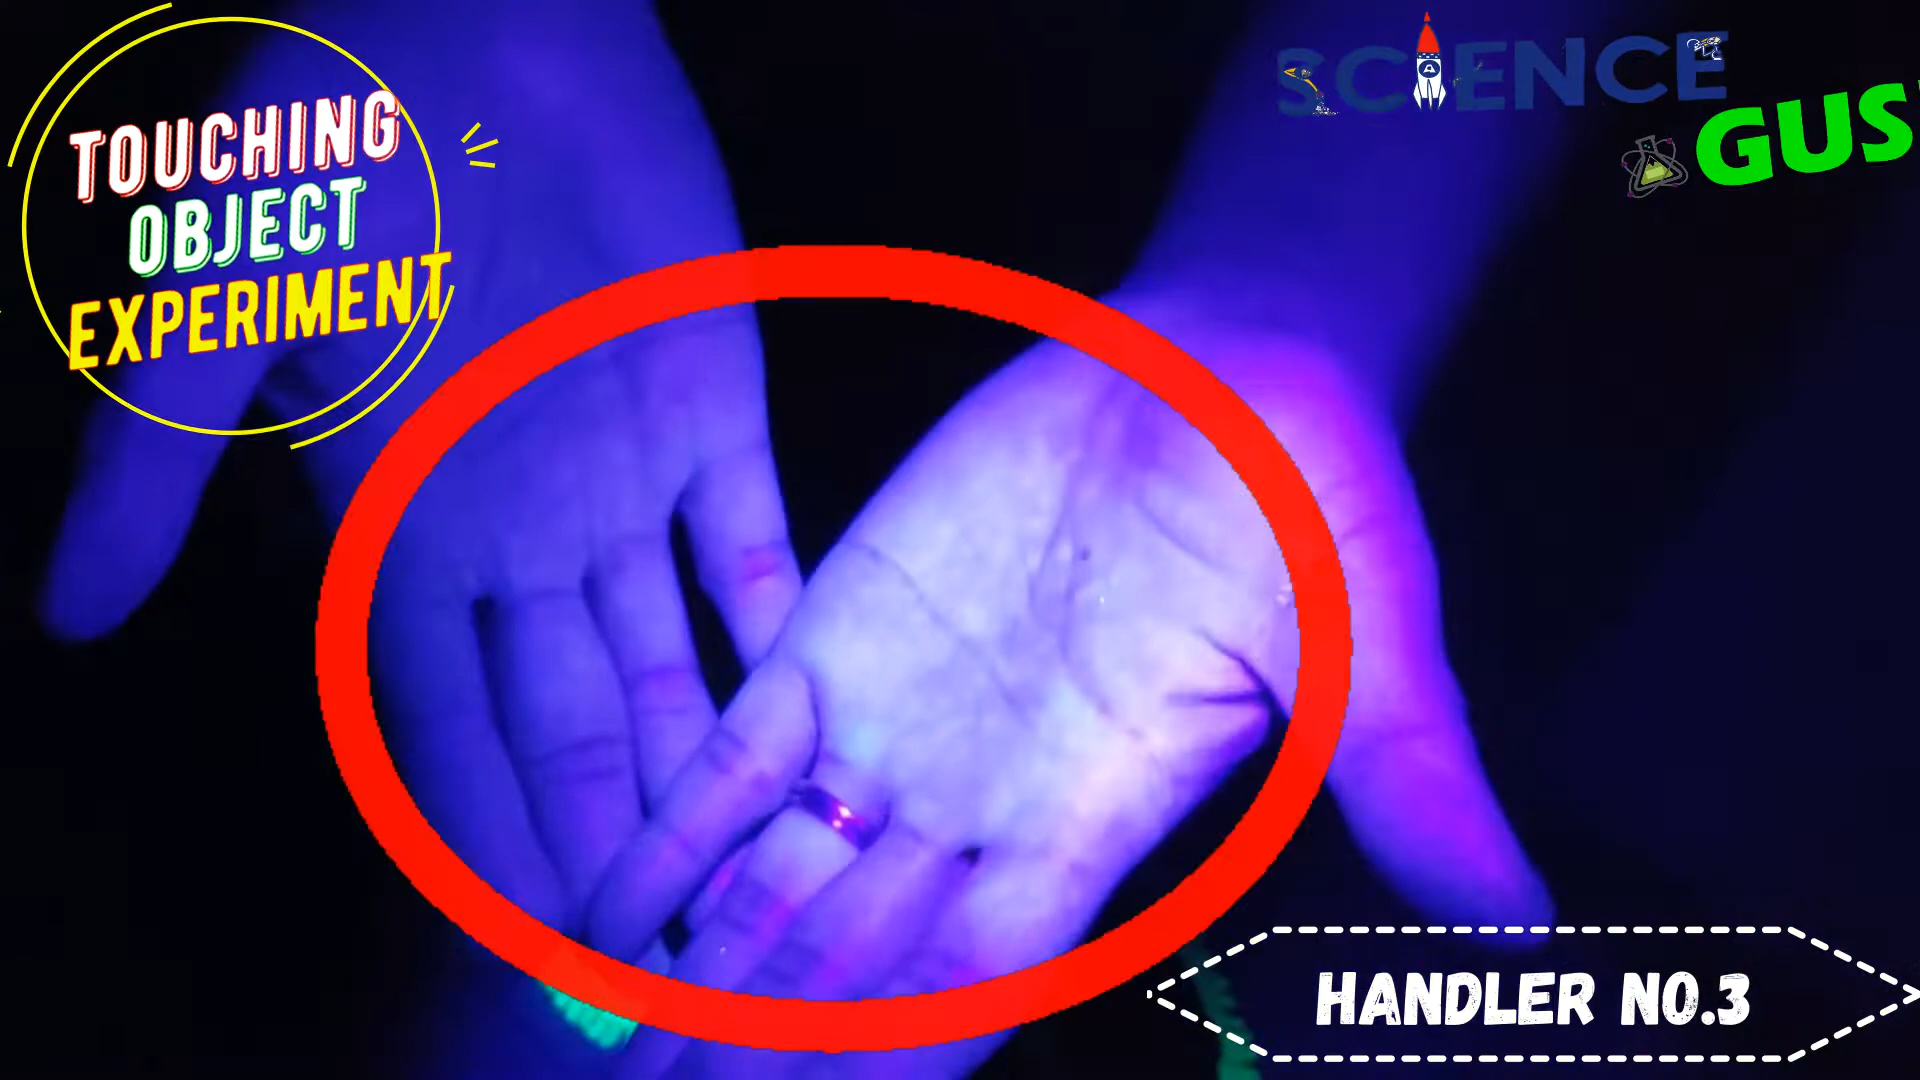 TOUCHING
OBJECT
EXPERIMENT
SCIENCE
GUS
HANDLER NO.3